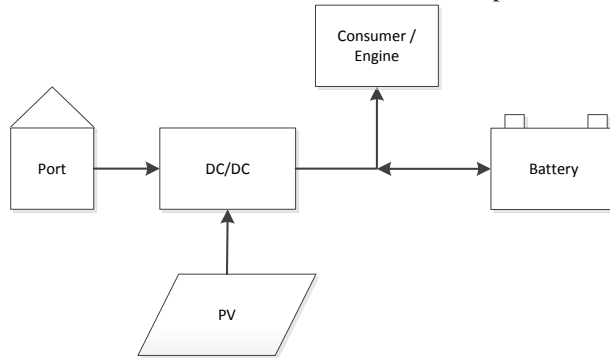 Consumer /
Engine
Port
DC/DC
Battery
PV